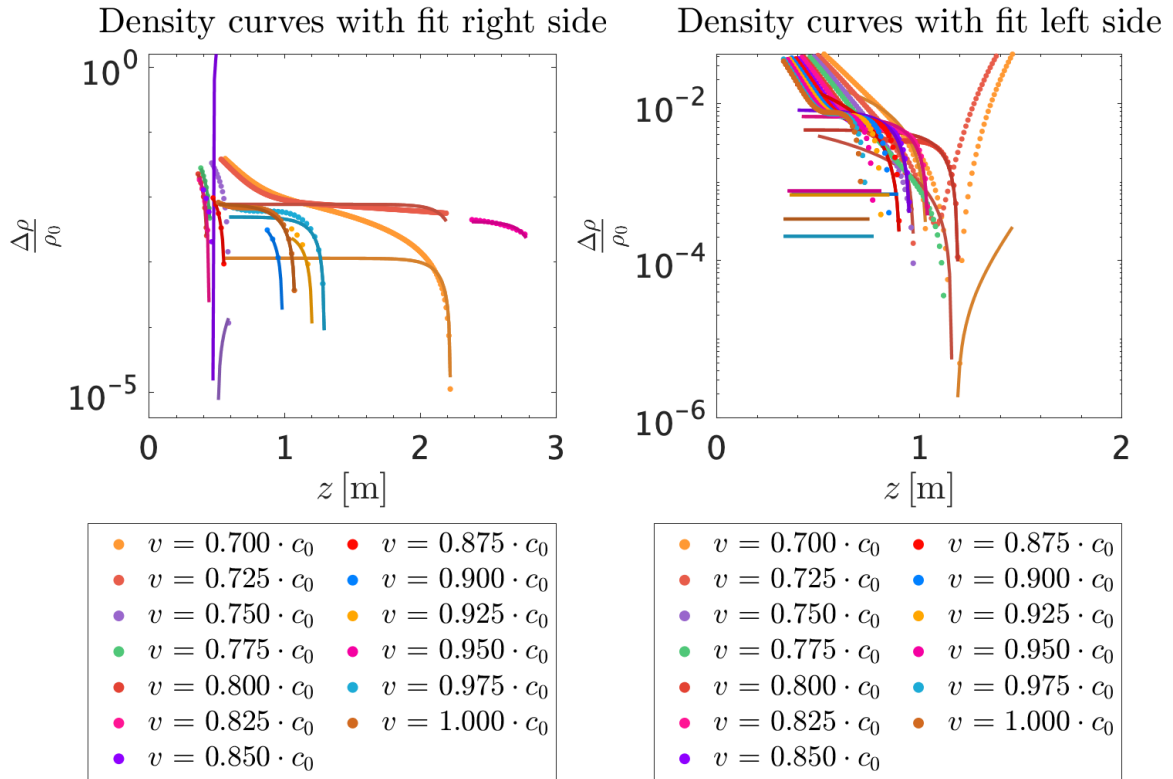 Density curves with fit right side
10^0
10^-5
Δρ/ρ₀
0 1 2 3
z [m]
v = 0.700 · c₀ v = 0.875 · c₀
v = 0.725 · c₀ v = 0.900 · c₀
v = 0.750 · c₀ v = 0.925 · c₀
v = 0.775 · c₀ v = 0.950 · c₀
v = 0.800 · c₀ v = 0.975 · c₀
v = 0.825 · c₀ v = 1.000 · c₀
v = 0.850 · c₀
Density curves with fit left side
10^-2
10^-4
10^-6
Δρ/ρ₀
0 1 2
z [m]
v = 0.700 · c₀ v = 0.875 · c₀
v = 0.725 · c₀ v = 0.900 · c₀
v = 0.750 · c₀ v = 0.925 · c₀
v = 0.775 · c₀ v = 0.950 · c₀
v = 0.800 · c₀ v = 0.975 · c₀
v = 0.825 · c₀ v = 1.000 · c₀
v = 0.850 · c₀